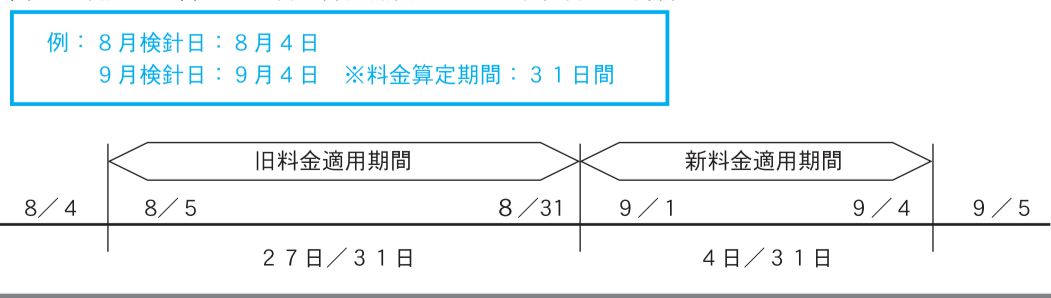 例：８月検針日：８月４日
９月検針日：９月４日　※料金算定期間：３１日間
旧料金適用期間　新料金適用期間
8／4　8／5　8／31　9／1　9／4　9／5
２７日／３１日　４日／３１日